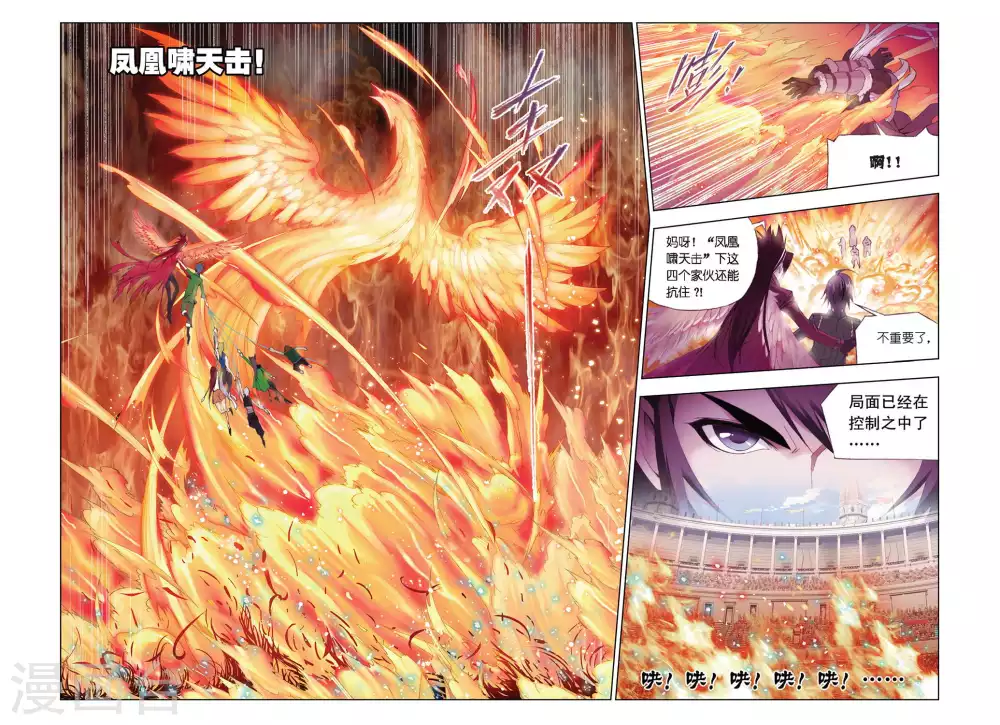 凤凰啸天击！
轰
嘭！
啊！！
妈呀！“凤凰
啸天击”下这
四个家伙还能
抗住?!
不重要了，
局面已经在
控制之中了
……
哄！哄！哄！哄！哄！……
漫画台